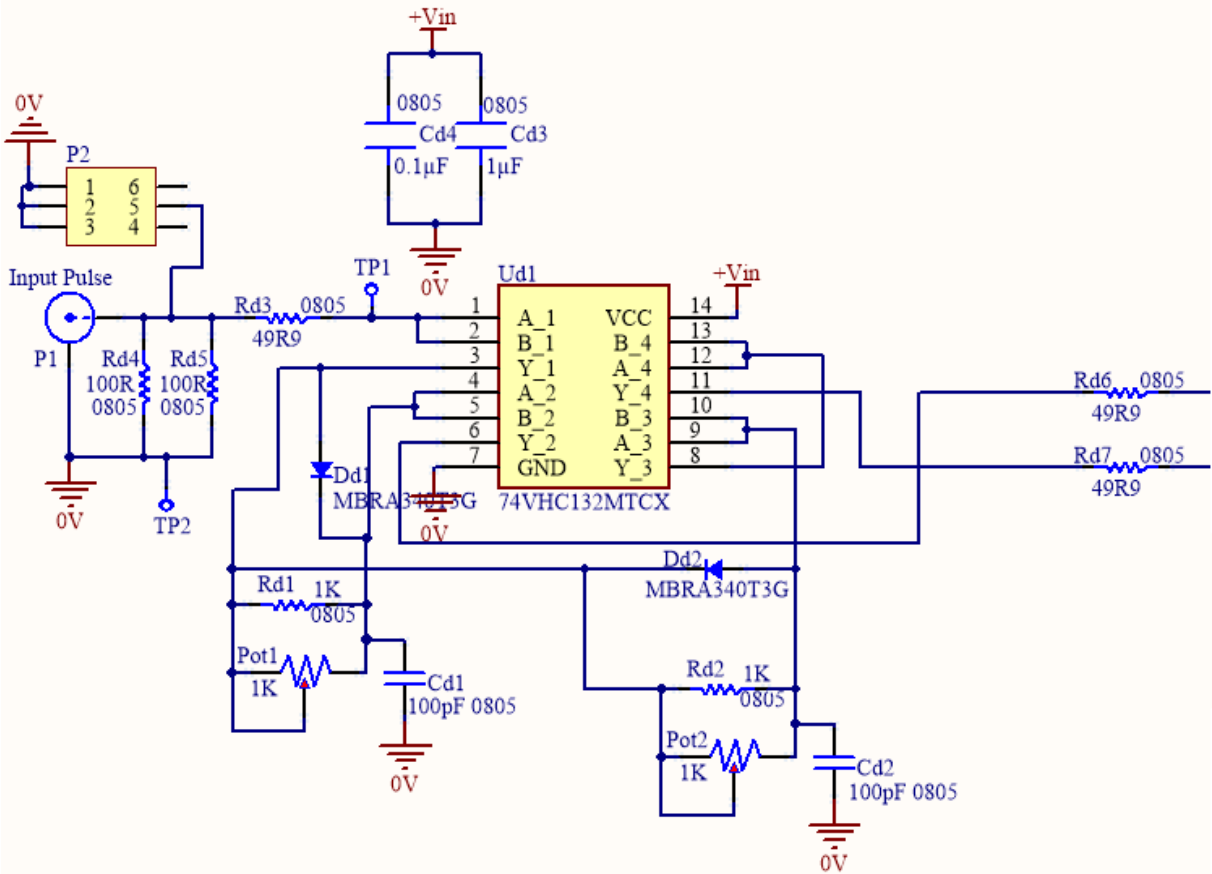 +Vin
0805 0805
Cd4 Cd3
0.1µF 1µF
0V
0V
P2
1 6
2 5
3 4
Input Pulse
P1
Rd4
100R
0805
Rd5
100R
0805
0V
TP2
Rd3 0805
49R9
TP1
Ud1
+Vin
1 A_1 VCC 14
2 B_1 B_4 13
3 Y_1 A_4 12
4 A_2 Y_4 11
5 B_2 B_3 10
6 Y_2 A_3 9
7 GND Y_3 8
74VHC132MTCX
0V
Rd6 0805
49R9
Rd7 0805
49R9
Dd1
MBRA340T3G
Dd2
MBRA340T3G
Rd1 1K
0805
Pot1
1K
Cd1
100pF 0805
0V
Rd2 1K
0805
Pot2
1K
Cd2
100pF 0805
0V